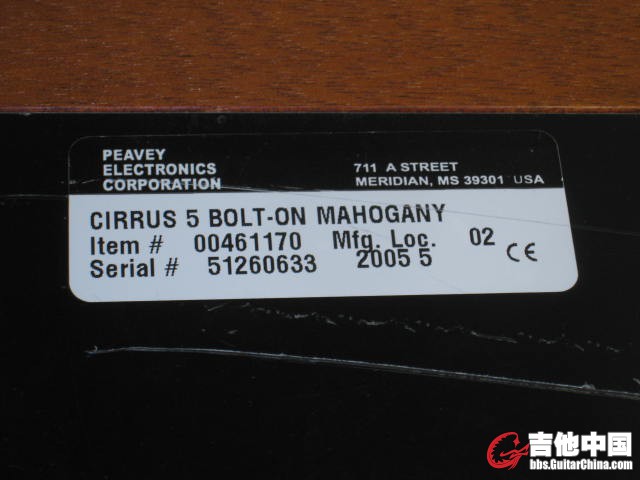 PEAVEY
ELECTRONICS
CORPORATION
711 A STREET
MERIDIAN, MS 39301 USA
CIRRUS 5 BOLT-ON MAHOGANY
Item # 00461170 Mfg. Loc. 02
Serial # 51260633 2005 5 CE
吉他中国
bbs.GuitarChina.com